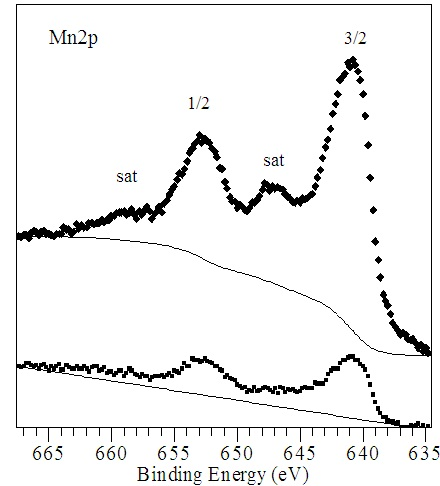 Mn2p
3/2
1/2
sat
sat
665 660 655 650 645 640 635
Binding Energy (eV)